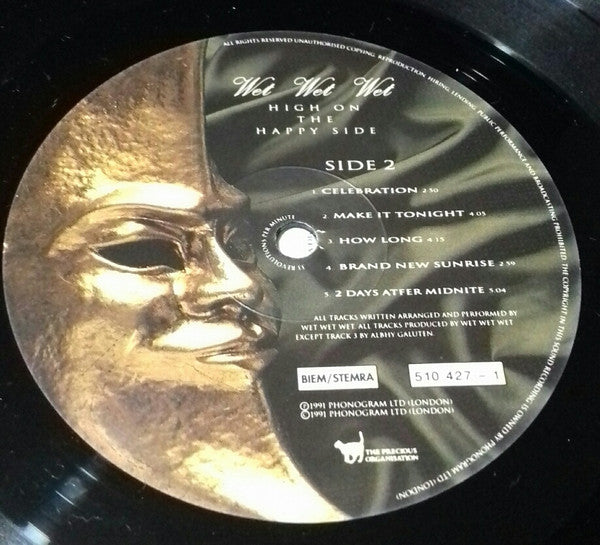 ALL RIGHTS RESERVED UNAUTHORISED COPYING, REPRODUCTION, HIRING, LENDING, PUBLIC PERFORMANCE AND BROADCASTING PROHIBITED. THE COPYRIGHT IN THIS SOUND RECORDING IS OWNED BY PHONOGRAM LTD (LONDON)
Wet Wet Wet
HIGH ON
THE
HAPPY SIDE
SIDE 2
1. CELEBRATION 2:50
2. MAKE IT TONIGHT 4:05
3. HOW LONG 4:15
4. BRAND NEW SUNRISE 2:59
5. 2 DAYS ATFER MIDNITE 5:04
33 REVOLUTIONS PER MINUTE
ALL TRACKS WRITTEN ARRANGED AND PERFORMED BY
WET WET WET. ALL TRACKS PRODUCED BY WET WET WET
EXCEPT TRACK 3 BY ALBHY GALUTEN.
BIEM/STEMRA 510 427 - 1
Ⓟ1991 PHONOGRAM LTD (LONDON)
©1991 PHONOGRAM LTD (LONDON)
THE PRECIOUS
ORGANISATION